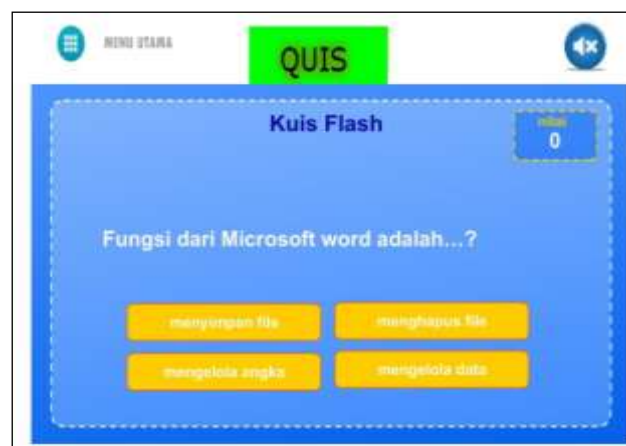 MENU UTAMA
QUIS
Kuis Flash
nilai
0
Fungsi dari Microsoft word adalah...?
menyimpan file
menghapus file
mengelola angka
mengelola data